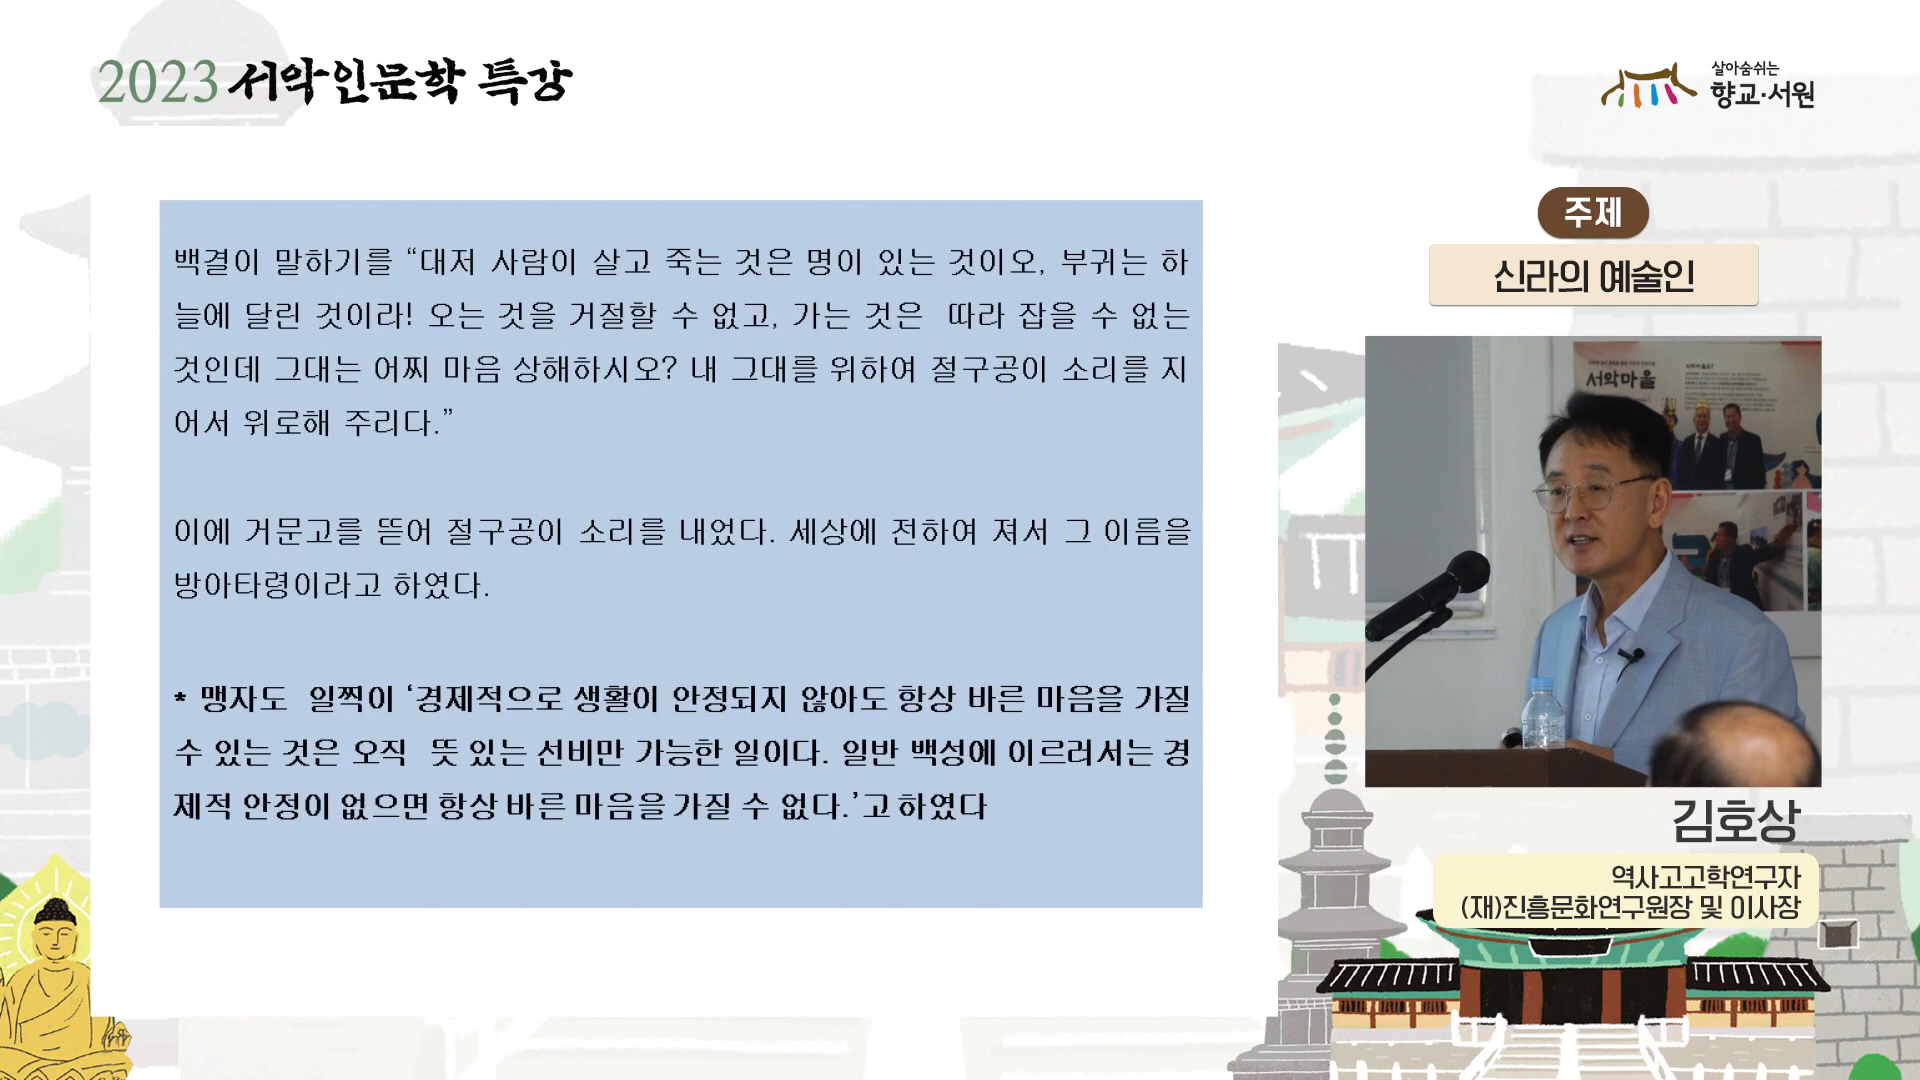 2023 서악인문학 특강
살아숨쉬는
향교·서원
백결이 말하기를 “대저 사람이 살고 죽는 것은 명이 있는 것이오, 부귀는 하
늘에 달린 것이라! 오는 것을 거절할 수 없고, 가는 것은 따라 잡을 수 없는
것인데 그대는 어찌 마음 상해하시오? 내 그대를 위하여 절구공이 소리를 지
어서 위로해 주리다.”
이에 거문고를 뜯어 절구공이 소리를 내었다. 세상에 전하여 져서 그 이름을
방아타령이라고 하였다.
* 맹자도 일찍이 ‘경제적으로 생활이 안정되지 않아도 항상 바른 마음을 가질
수 있는 것은 오직 뜻 있는 선비만 가능한 일이다. 일반 백성에 이르러서는 경
제적 안정이 없으면 항상 바른 마음을 가질 수 없다.’고 하였다
주제
신라의 예술인
서악마을
김호상
역사고고학연구자
(재)진흥문화연구원장 및 이사장